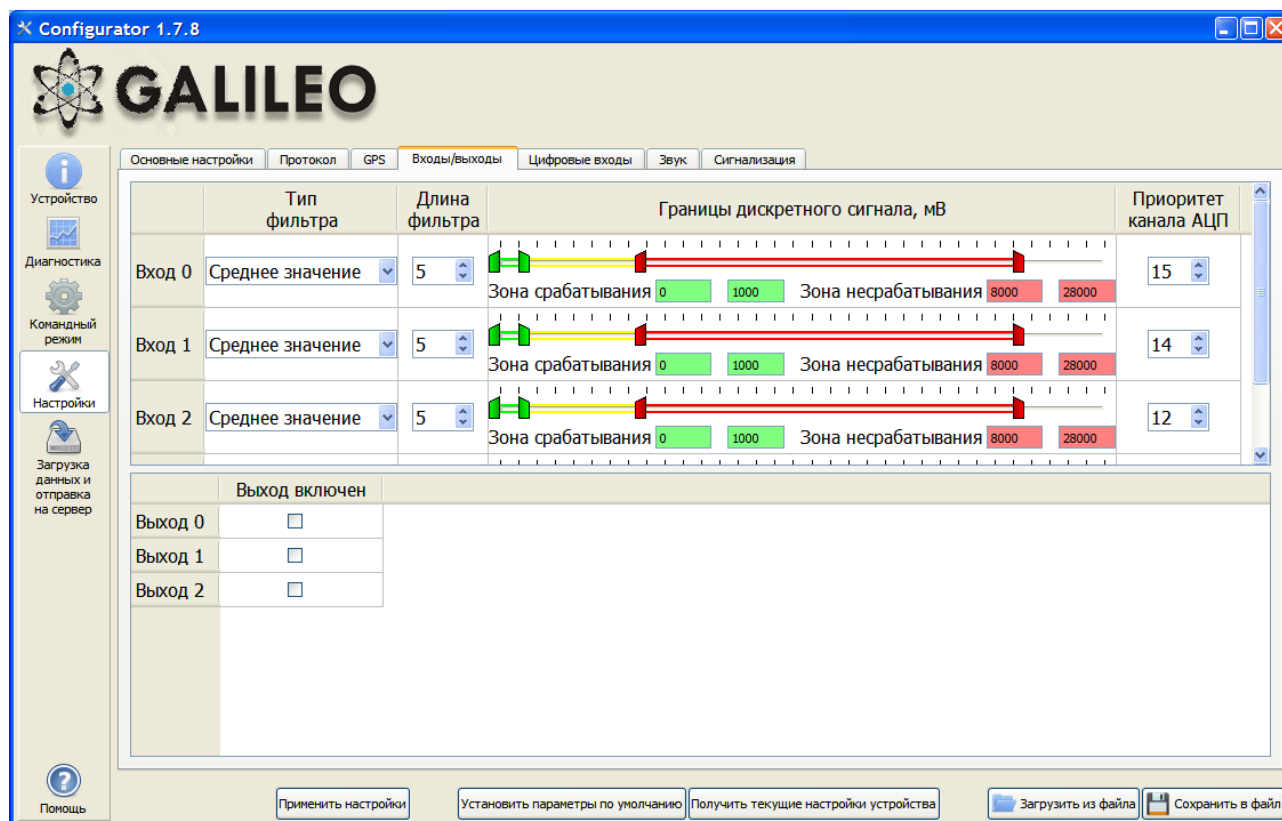 Configurator 1.7.8
GALILEO
Устройство
Диагностика
Командный
режим
Настройки
Загрузка
данных и
отправка
на сервер
Помощь
Основные настройки Протокол GPS Входы/выходы Цифровые входы Звук Сигнализация
Тип
фильтра
Длина
фильтра
Границы дискретного сигнала, мВ
Приоритет
канала АЦП
Вход 0 Среднее значение 5 15
Зона срабатывания 0 1000 Зона несрабатывания 8000 28000
Вход 1 Среднее значение 5 14
Зона срабатывания 0 1000 Зона несрабатывания 8000 28000
Вход 2 Среднее значение 5 12
Зона срабатывания 0 1000 Зона несрабатывания 8000 28000
Выход включен
Выход 0
Выход 1
Выход 2
Применить настройки Установить параметры по умолчанию Получить текущие настройки устройства Загрузить из файла Сохранить в файл